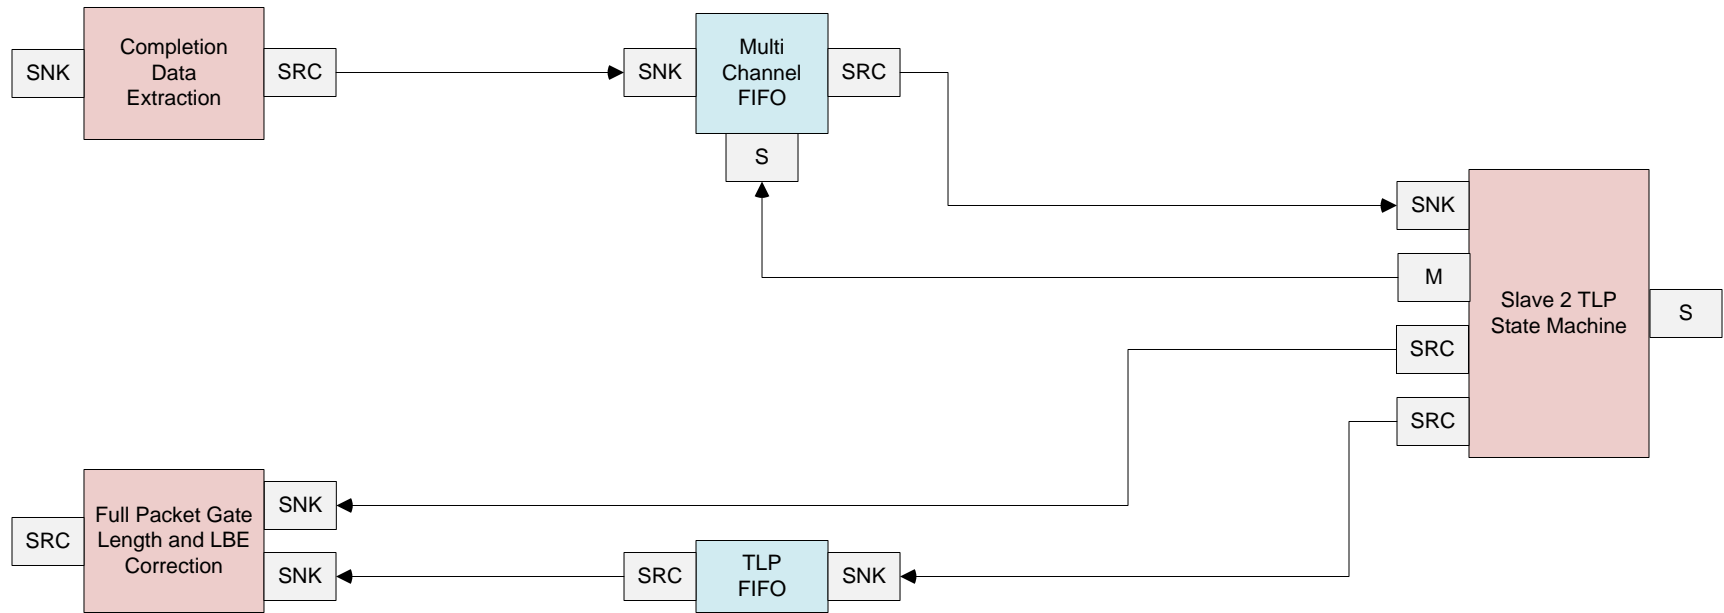 SNK
Completion
Data
Extraction
SRC
SNK
Multi
Channel
FIFO
SRC
S
SNK
M
SRC
SRC
Slave 2 TLP
State Machine
S
SRC
Full Packet Gate
Length and LBE
Correction
SNK
SNK
SRC
TLP
FIFO
SNK